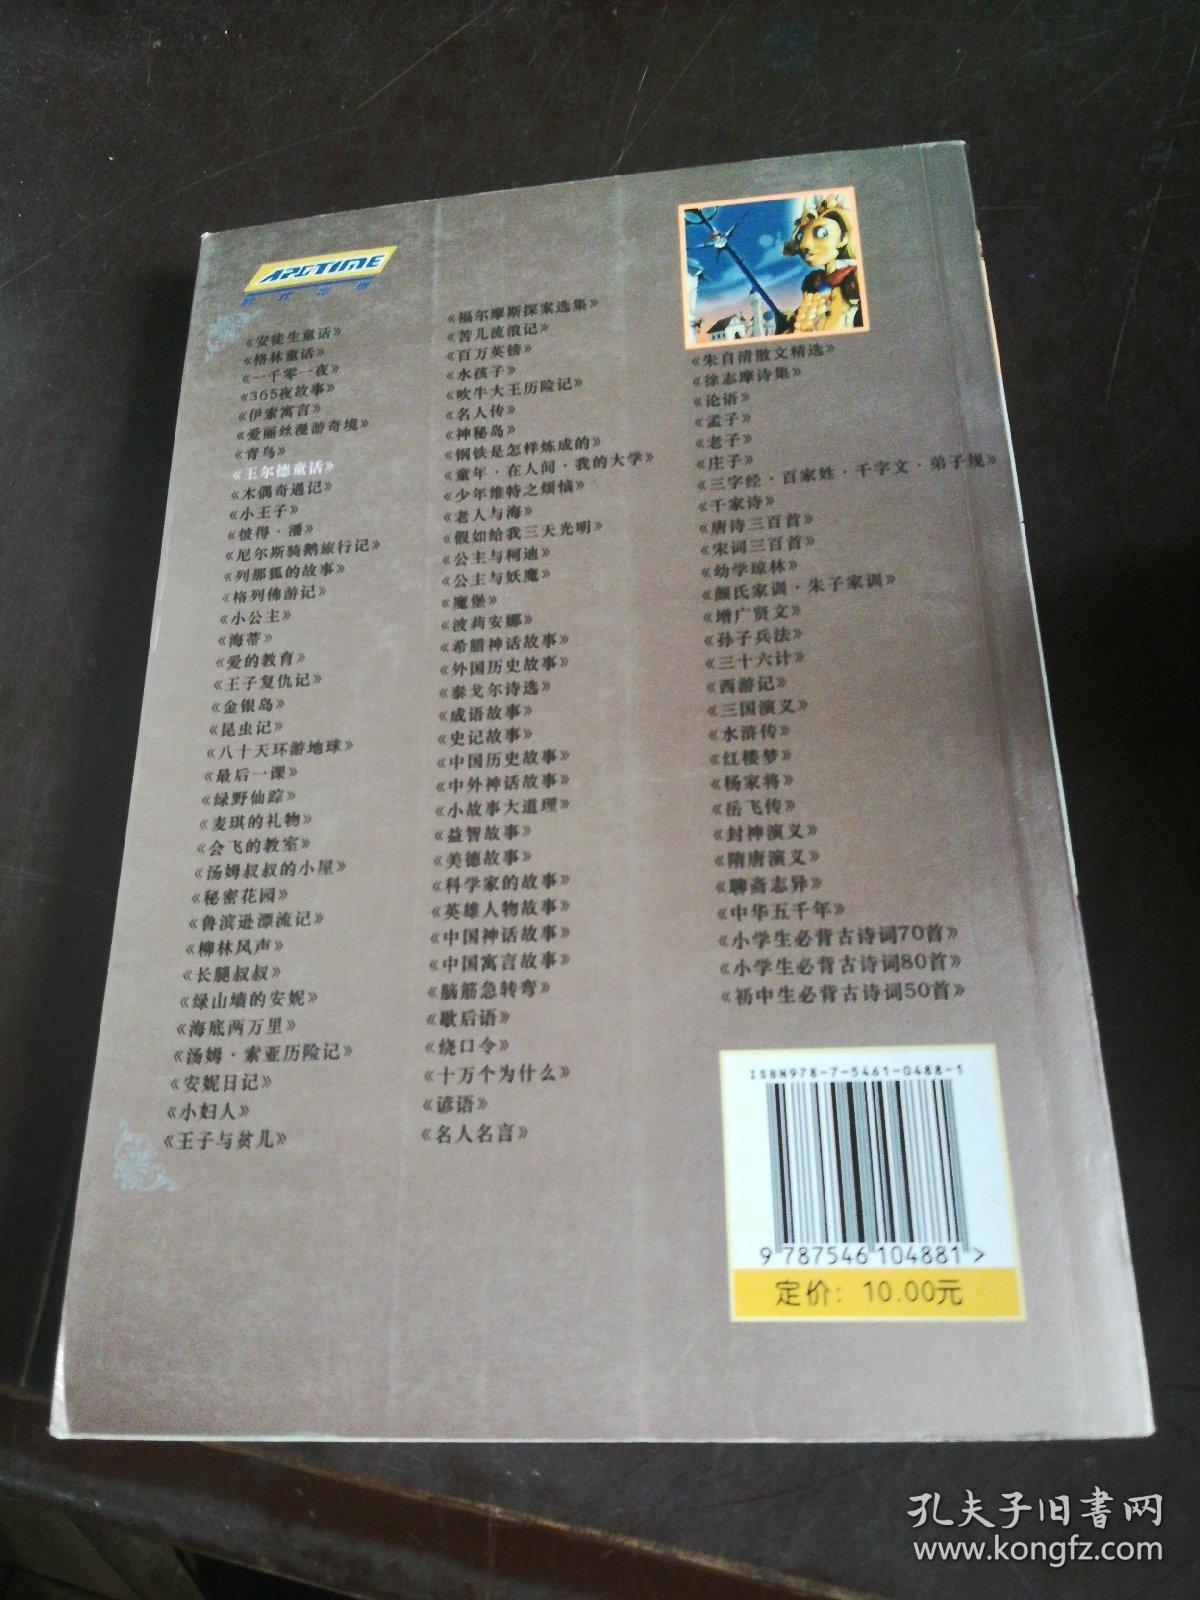 ARGTIME
《安徒生童话》
《格林童话》
《一千零一夜》
《365夜故事》
《伊索寓言》
《爱丽丝漫游奇境》
《青鸟》
《王尔德童话》
《木偶奇遇记》
《小王子》
《彼得·潘》
《尼尔斯骑鹅旅行记》
《列那狐的故事》
《格列佛游记》
《小公主》
《海蒂》
《爱的教育》
《王子复仇记》
《金银岛》
《昆虫记》
《八十天环游地球》
《最后一课》
《绿野仙踪》
《麦琪的礼物》
《会飞的教室》
《汤姆叔叔的小屋》
《秘密花园》
《鲁滨逊漂流记》
《柳林风声》
《长腿叔叔》
《绿山墙的安妮》
《海底两万里》
《汤姆·索亚历险记》
《安妮日记》
《小妇人》
《王子与贫儿》
《福尔摩斯探案选集》
《苦儿流浪记》
《百万英镑》
《水孩子》
《吹牛大王历险记》
《名人传》
《神秘岛》
《钢铁是怎样炼成的》
《童年·在人间·我的大学》
《少年维特之烦恼》
《老人与海》
《假如给我三天光明》
《公主与柯迪》
《公主与妖魔》
《魔堡》
《波莉安娜》
《希腊神话故事》
《外国历史故事》
《泰戈尔诗选》
《成语故事》
《史记故事》
《中国历史故事》
《中外神话故事》
《小故事大道理》
《益智故事》
《美德故事》
《科学家的故事》
《英雄人物故事》
《中国神话故事》
《中国寓言故事》
《脑筋急转弯》
《歇后语》
《绕口令》
《十万个为什么》
《谚语》
《名人名言》
《朱自清散文精选》
《徐志摩诗集》
《论语》
《孟子》
《老子》
《庄子》
《三字经·百家姓·千字文·弟子规》
《千家诗》
《唐诗三百首》
《宋词三百首》
《幼学琼林》
《颜氏家训·朱子家训》
《增广贤文》
《孙子兵法》
《三十六计》
《西游记》
《三国演义》
《水浒传》
《红楼梦》
《杨家将》
《岳飞传》
《封神演义》
《隋唐演义》
《聊斋志异》
《中华五千年》
《小学生必背古诗词70首》
《小学生必背古诗词80首》
《初中生必背古诗词50首》
ISBN978-7-5461-0488-1
9 787546 104881>
定价: 10.00元
孔夫子旧书网
www.kongfz.com